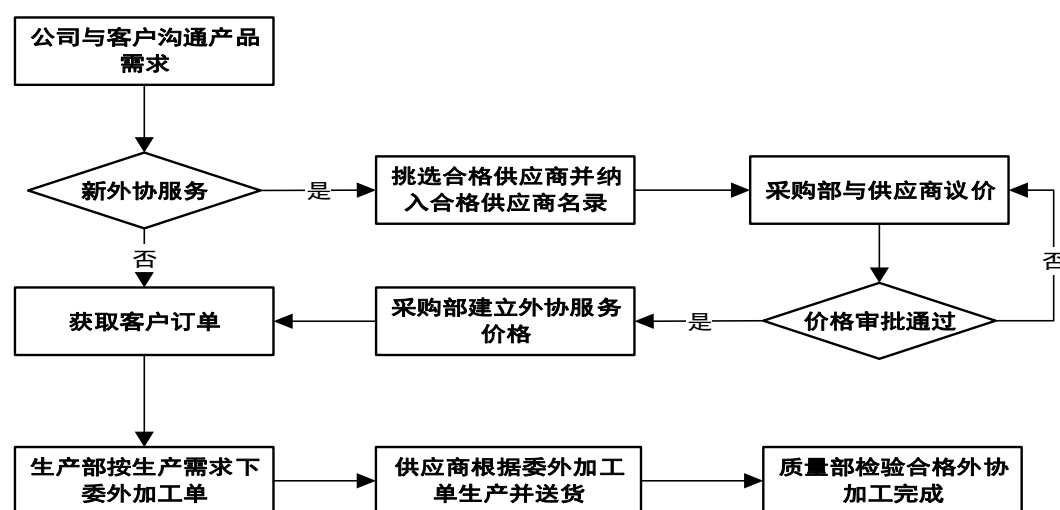 公司与客户沟通产品
需求
新外协服务
是
挑选合格供应商并纳
入合格供应商名录
采购部与供应商议价
否
否
获取客户订单
采购部建立外协服务
价格
是
价格审批通过
生产部按生产需求下
委外加工单
供应商根据委外加工
单生产并送货
质量部检验合格外协
加工完成